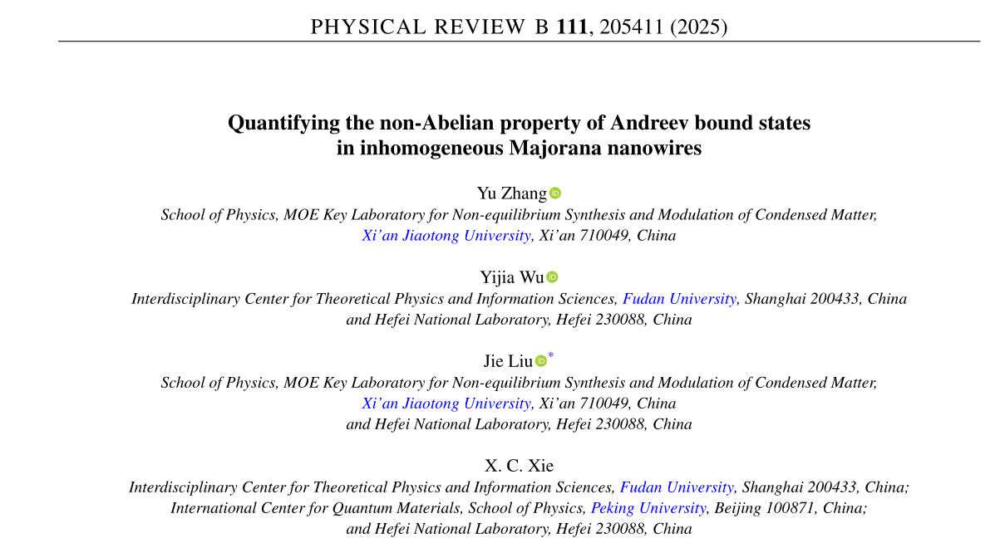 PHYSICAL REVIEW B 111, 205411 (2025)
Quantifying the non-Abelian property of Andreev bound states
in inhomogeneous Majorana nanowires
Yu Zhang iD
School of Physics, MOE Key Laboratory for Non-equilibrium Synthesis and Modulation of Condensed Matter,
Xi’an Jiaotong University, Xi’an 710049, China
Yijia Wu iD
Interdisciplinary Center for Theoretical Physics and Information Sciences, Fudan University, Shanghai 200433, China
and Hefei National Laboratory, Hefei 230088, China
Jie Liu iD *
School of Physics, MOE Key Laboratory for Non-equilibrium Synthesis and Modulation of Condensed Matter,
Xi’an Jiaotong University, Xi’an 710049, China
and Hefei National Laboratory, Hefei 230088, China
X. C. Xie
Interdisciplinary Center for Theoretical Physics and Information Sciences, Fudan University, Shanghai 200433, China;
International Center for Quantum Materials, School of Physics, Peking University, Beijing 100871, China;
and Hefei National Laboratory, Hefei 230088, China